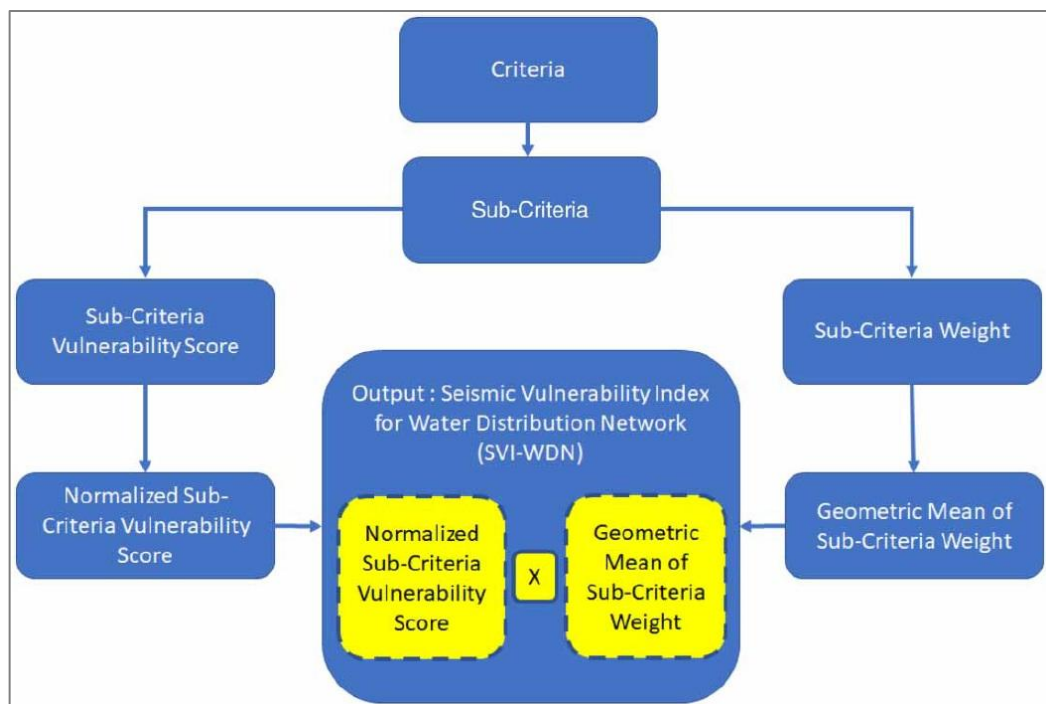 Criteria
Sub-Criteria
Sub-Criteria
Vulnerability Score
Sub-Criteria Weight
Output : Seismic Vulnerability Index
for Water Distribution Network
(SVI-WDN)
Normalized Sub-
Criteria Vulnerability
Score
Normalized
Sub-Criteria
Vulnerability
Score
X
Geometric
Mean of
Sub-Criteria
Weight
Geometric Mean of
Sub-Criteria Weight